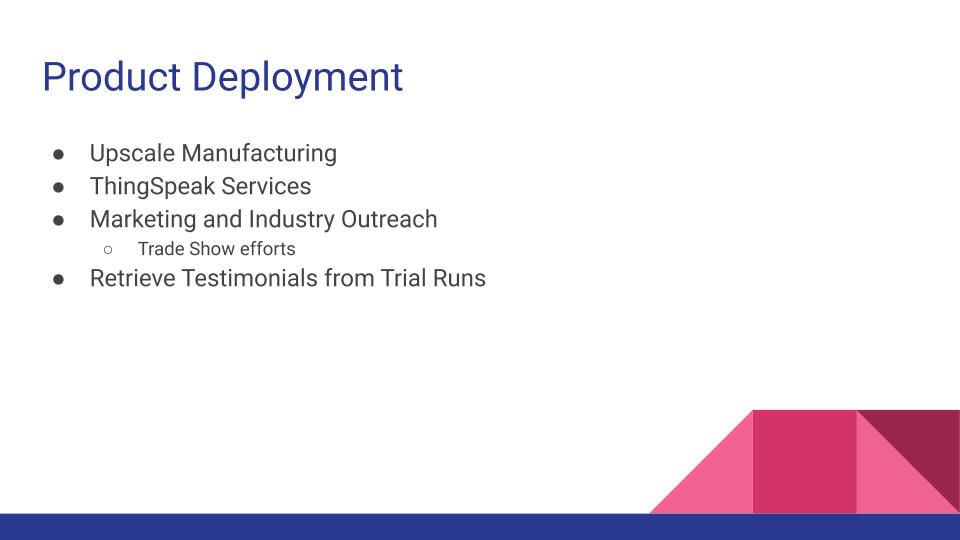 Product Deployment
● Upscale Manufacturing
● ThingSpeak Services
● Marketing and Industry Outreach
○ Trade Show efforts
● Retrieve Testimonials from Trial Runs